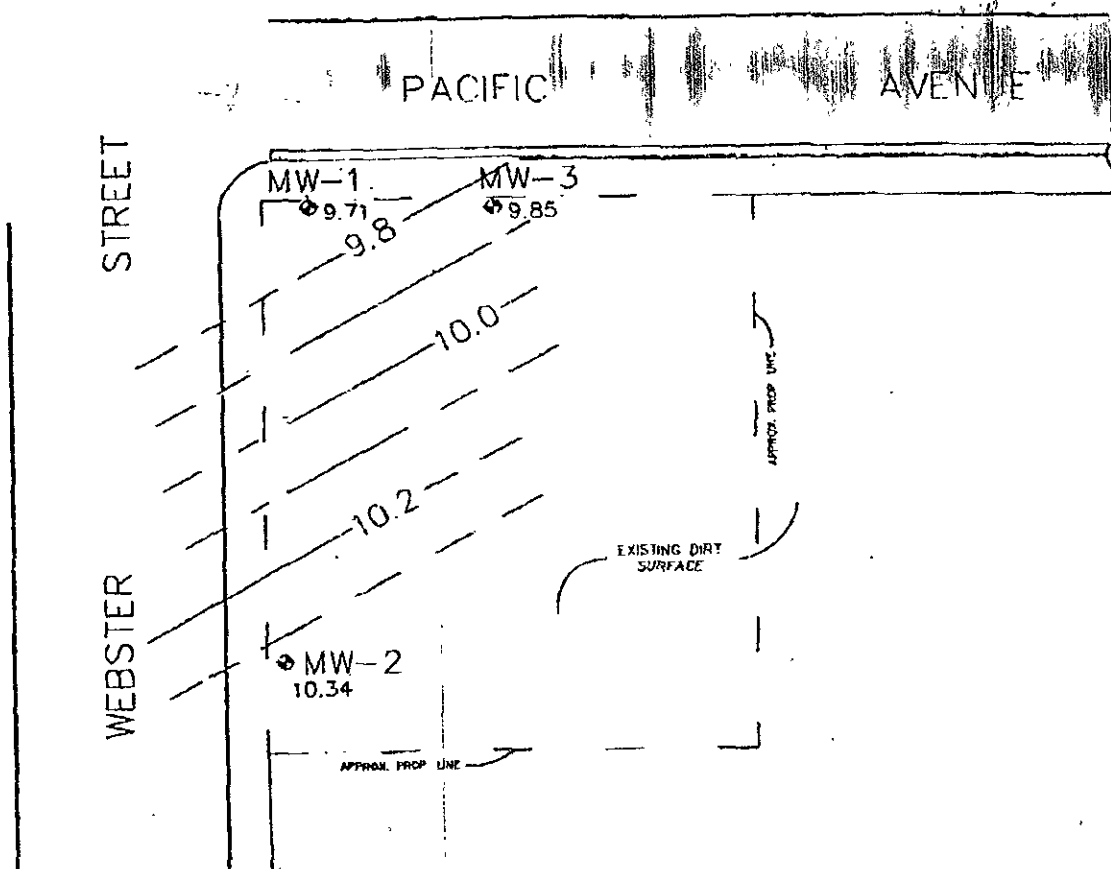 PACIFIC AVEN E
STREET
MW-1
9.71
MW-3
9.85
9.8
10.0
10.2
APPROX. PROP LINE
EXISTING DIRT
SURFACE
WEBSTER
MW-2
10.34
APPROX. PROP LINE